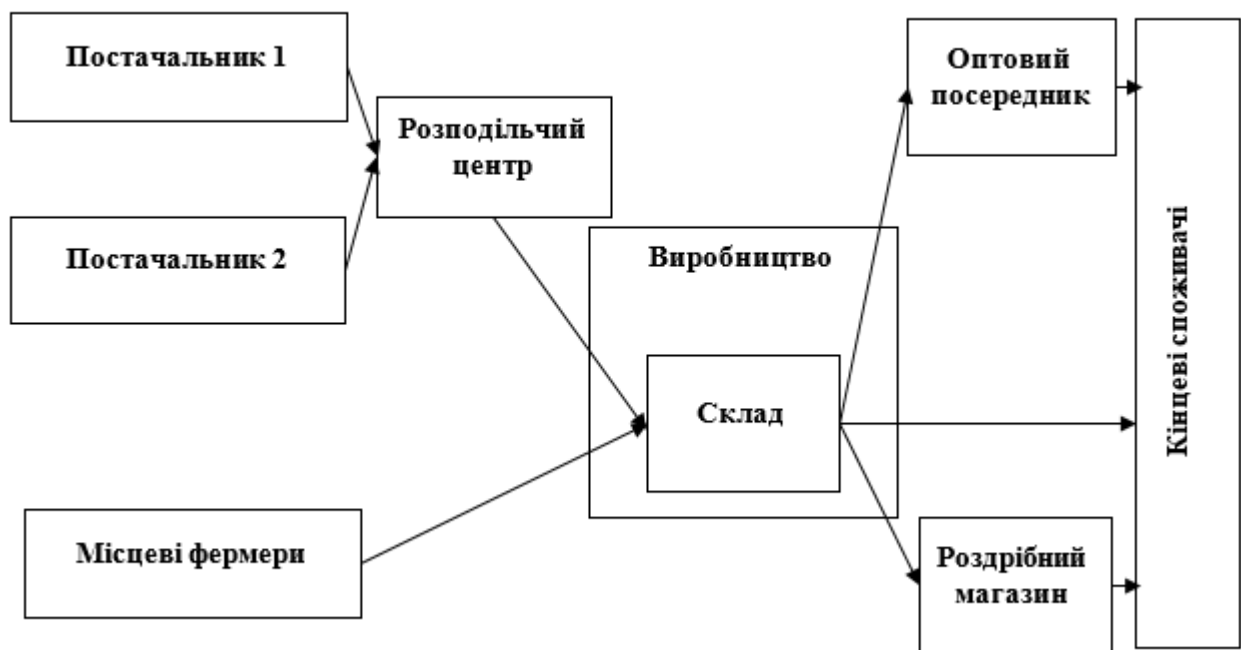 Постачальник 1
Розподільчий
центр
Постачальник 2
Місцеві фермери
Виробництво
Склад
Оптовий
посередник
Роздрібний
магазин
Кінцеві споживачі